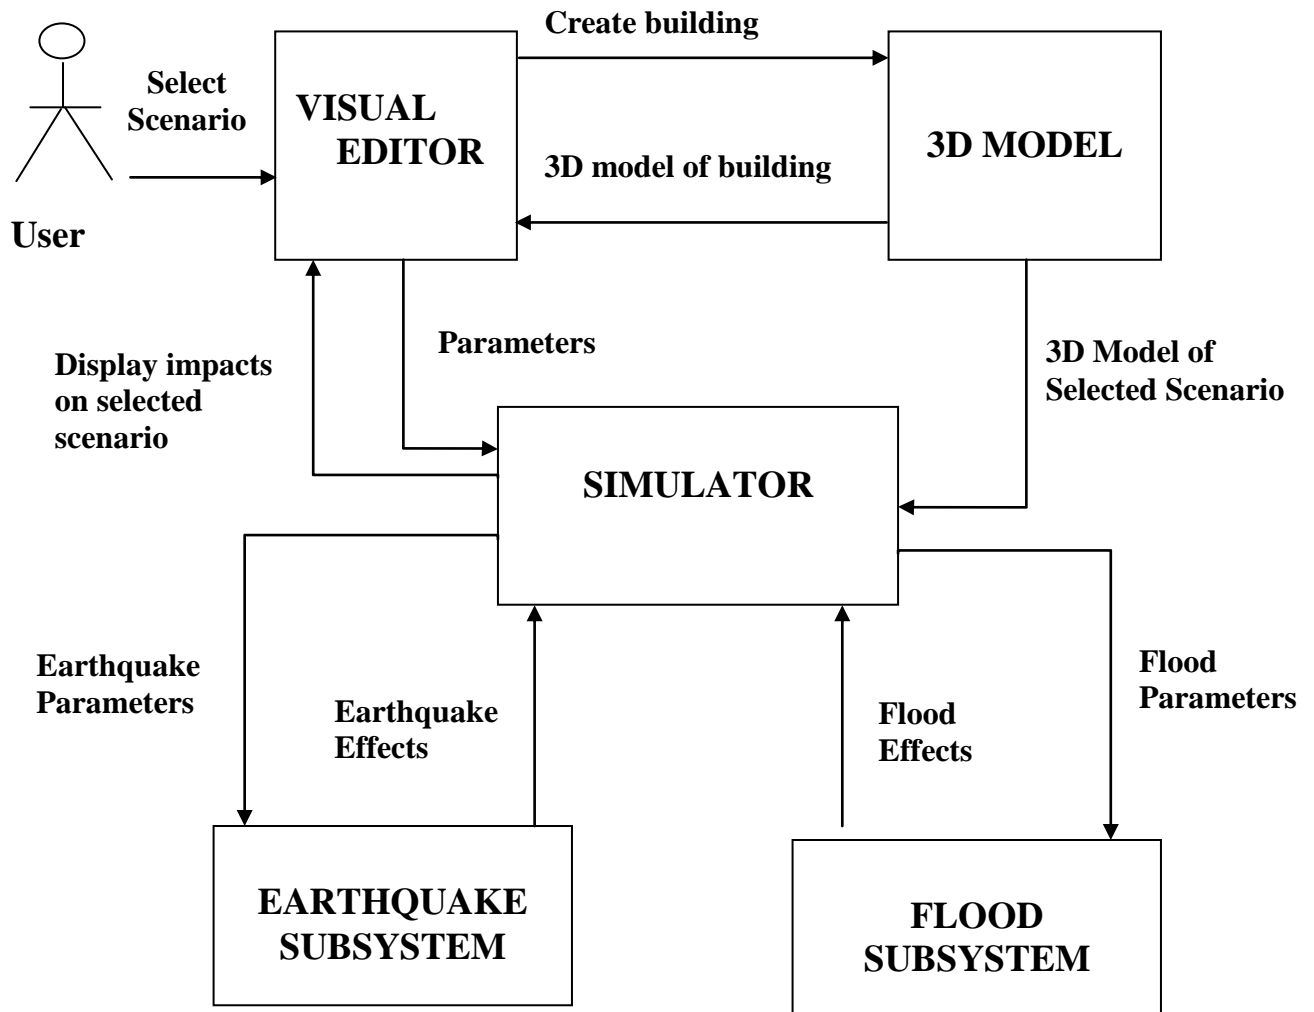 Create building
Select
Scenario
VISUAL
EDITOR
3D model of building
3D MODEL
User
Display impacts
on selected
scenario
Parameters
3D Model of
Selected Scenario
SIMULATOR
Earthquake
Parameters
Earthquake
Effects
Flood
Effects
Flood
Parameters
EARTHQUAKE
SUBSYSTEM
FLOOD
SUBSYSTEM